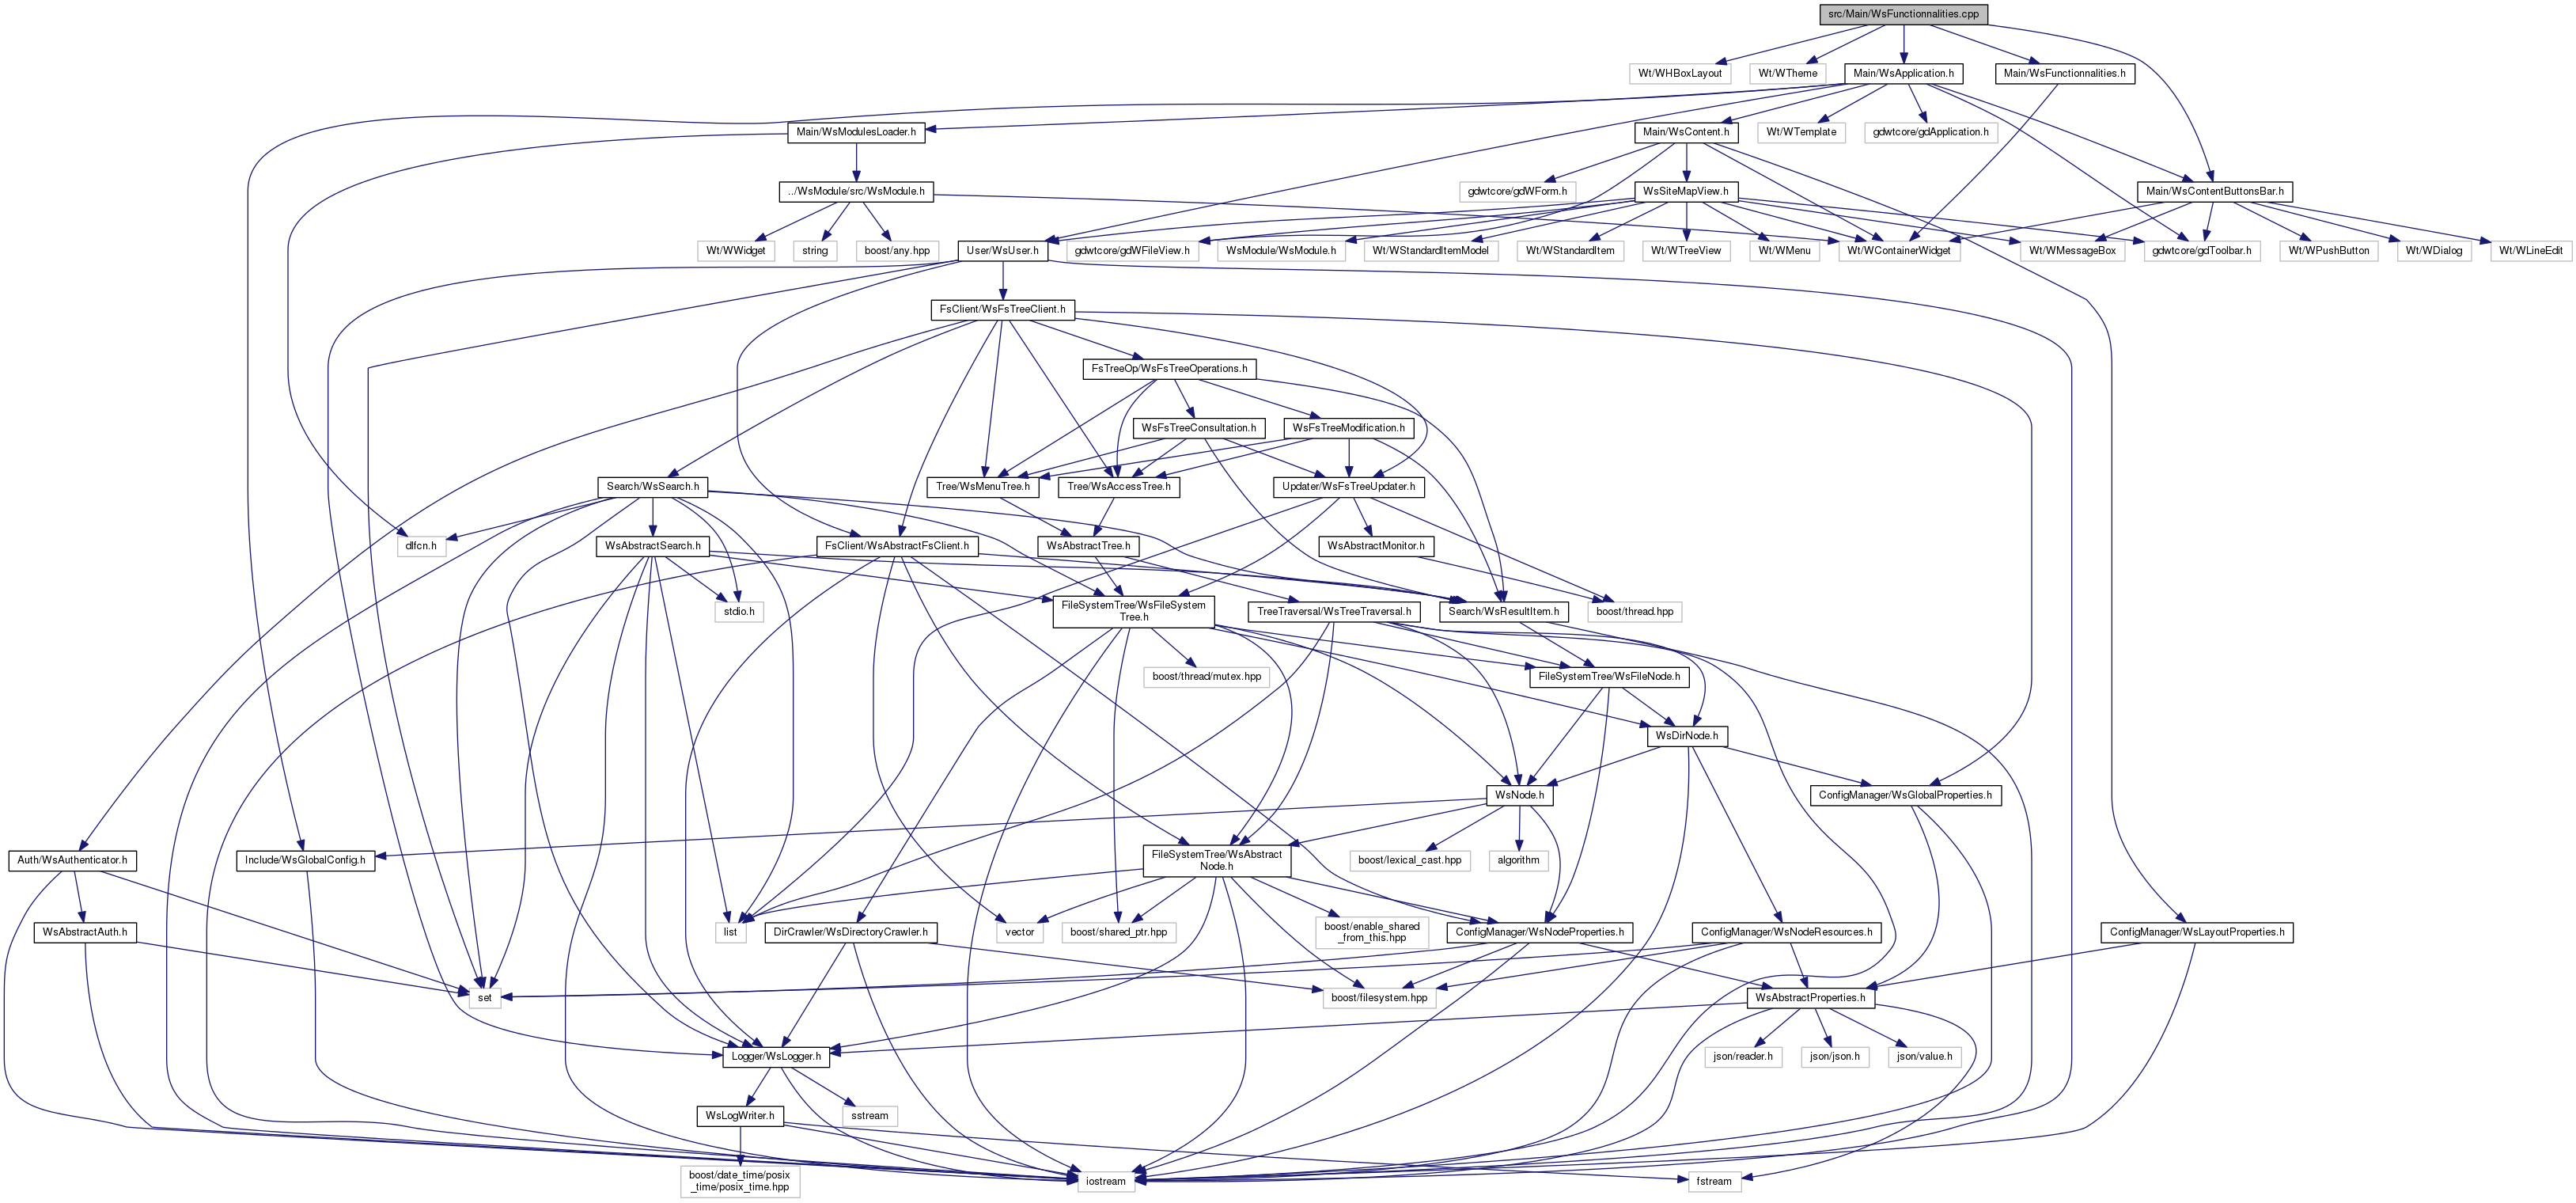 src/Main/WsFunctionnalities.cpp
Wt/WHBoxLayout
Wt/WTheme
Main/WsApplication.h
Main/WsFunctionnalities.h
Main/WsModulesLoader.h
Main/WsContent.h
Wt/WTemplate
gdwtcore/gdApplication.h
../WsModule/src/WsModule.h
gdwtcore/gdWForm.h
WsSiteMapView.h
Main/WsContentButtonsBar.h
Wt/WWidget
string
boost/any.hpp
User/WsUser.h
gdwtcore/gdWFileView.h
WsModule/WsModule.h
Wt/WStandardItemModel
Wt/WStandardItem
Wt/WTreeView
Wt/WMenu
Wt/WContainerWidget
Wt/WMessageBox
gdwtcore/gdToolbar.h
Wt/WPushButton
Wt/WDialog
Wt/WLineEdit
FsClient/WsFsTreeClient.h
FsTreeOp/WsFsTreeOperations.h
WsFsTreeConsultation.h
WsFsTreeModification.h
Search/WsSearch.h
Tree/WsMenuTree.h
Tree/WsAccessTree.h
Updater/WsFsTreeUpdater.h
dlfcn.h
WsAbstractSearch.h
FsClient/WsAbstractFsClient.h
WsAbstractTree.h
WsAbstractMonitor.h
stdio.h
FileSystemTree/WsFileSystem
Tree.h
TreeTraversal/WsTreeTraversal.h
Search/WsResultItem.h
boost/thread.hpp
boost/thread/mutex.hpp
FileSystemTree/WsFileNode.h
WsDirNode.h
WsNode.h
ConfigManager/WsGlobalProperties.h
Auth/WsAuthenticator.h
Include/WsGlobalConfig.h
FileSystemTree/WsAbstract
Node.h
boost/lexical_cast.hpp
algorithm
WsAbstractAuth.h
list
DirCrawler/WsDirectoryCrawler.h
vector
boost/shared_ptr.hpp
boost/enable_shared
_from_this.hpp
ConfigManager/WsNodeProperties.h
ConfigManager/WsNodeResources.h
ConfigManager/WsLayoutProperties.h
set
boost/filesystem.hpp
WsAbstractProperties.h
Logger/WsLogger.h
json/reader.h
json/json.h
json/value.h
WsLogWriter.h
sstream
boost/date_time/posix
_time/posix_time.hpp
iostream
fstream